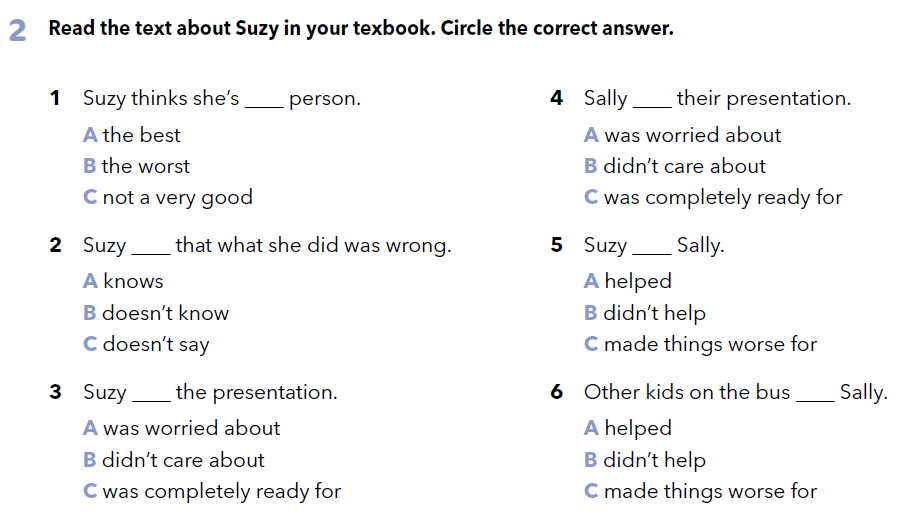 2 Read the text about Suzy in your texbook. Circle the correct answer.
1 Suzy thinks she's ____ person.
A the best
B the worst
C not a very good
2 Suzy ____ that what she did was wrong.
A knows
B doesn't know
C doesn't say
3 Suzy ____ the presentation.
A was worried about
B didn't care about
C was completely ready for
4 Sally ____ their presentation.
A was worried about
B didn't care about
C was completely ready for
5 Suzy ____ Sally.
A helped
B didn't help
C made things worse for
6 Other kids on the bus ____ Sally.
A helped
B didn't help
C made things worse for